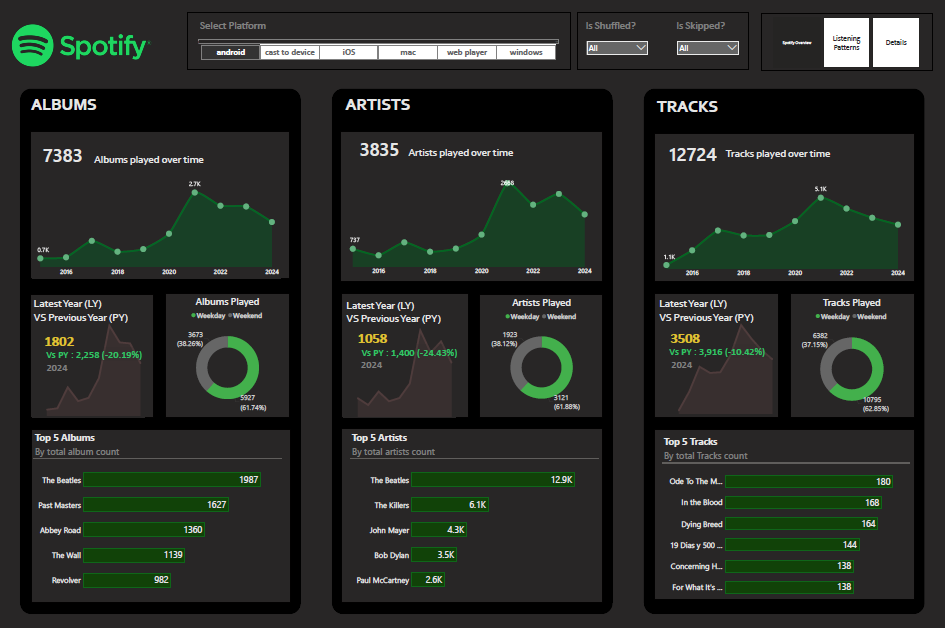 Spotify
Select Platform
android cast to device iOS mac web player windows
Is Shuffled?
All
Is Skipped?
All
Spotify Overview
Listening
Patterns
Details
ALBUMS
7383 Albums played over time
2.7K
0.7K
2016 2018 2020 2022 2024
Latest Year (LY)
VS Previous Year (PY)
1802
Vs PY : 2,258 (-20.19%)
2024
Albums Played
Weekday Weekend
3673
(38.26%)
5927
(61.74%)
Top 5 Albums
By total album count
The Beatles 1987
Past Masters 1627
Abbey Road 1360
The Wall 1139
Revolver 982
ARTISTS
3835 Artists played over time
737
2016 2018 2020 2022 2024
Latest Year (LY)
VS Previous Year (PY)
1058
Vs PY : 1,400 (-24.43%)
2024
Artists Played
Weekday Weekend
1923
(38.12%)
3121
(61.88%)
Top 5 Artists
By total artists count
The Beatles 12.9K
The Killers 6.1K
John Mayer 4.3K
Bob Dylan 3.5K
Paul McCartney 2.6K
TRACKS
12724 Tracks played over time
5.1K
1.1K
2016 2018 2020 2022 2024
Latest Year (LY)
VS Previous Year (PY)
3508
Vs PY : 3,916 (-10.42%)
2024
Tracks Played
Weekday Weekend
6382
(37.15%)
10795
(62.85%)
Top 5 Tracks
By total Tracks count
Ode To The M... 180
In the Blood 168
Dying Breed 164
19 Dias y 500 ... 144
Concerning H... 138
For What It's ... 138